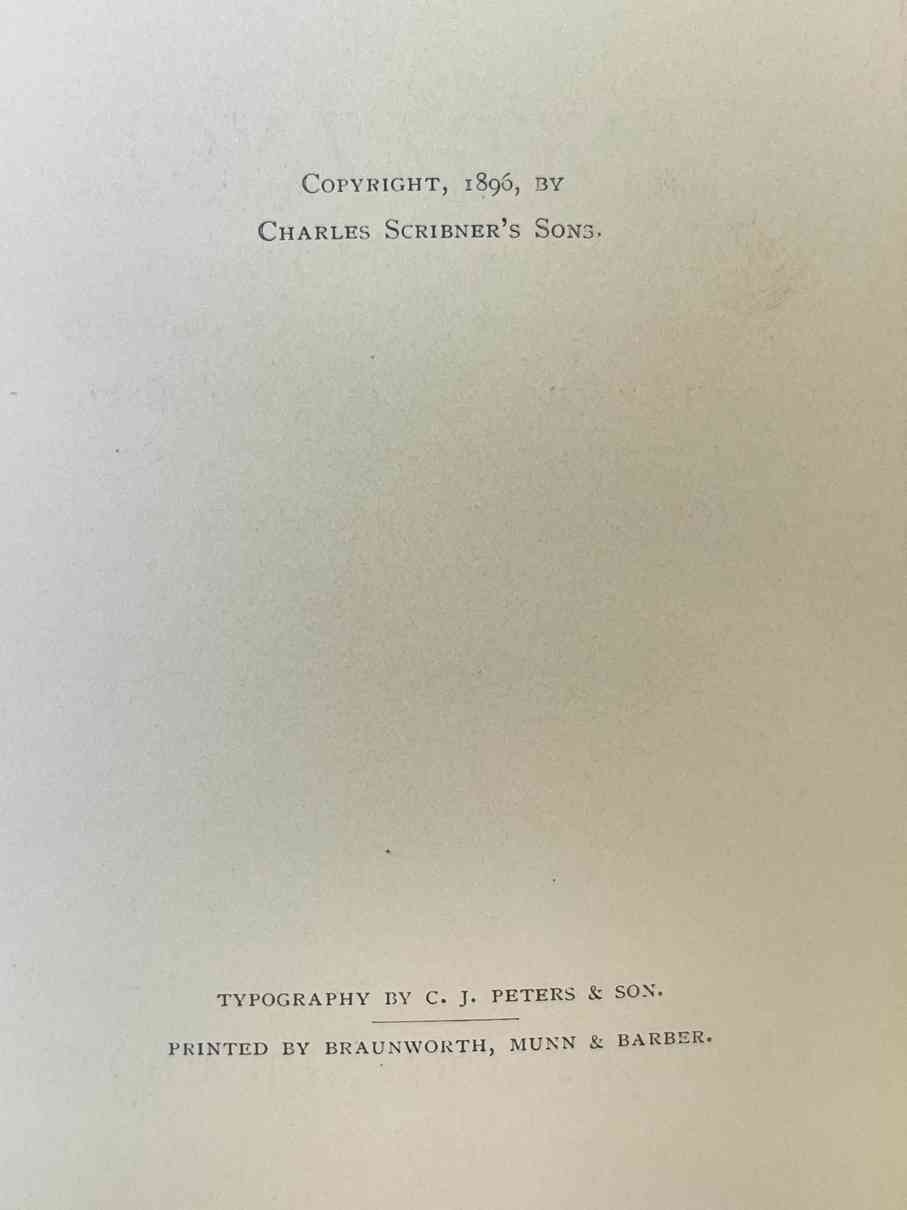 COPYRIGHT, 1896, BY
CHARLES SCRIBNER'S SONS.
TYPOGRAPHY BY C. J. PETERS & SON.
PRINTED BY BRAUNWORTH, MUNN & BARBER.